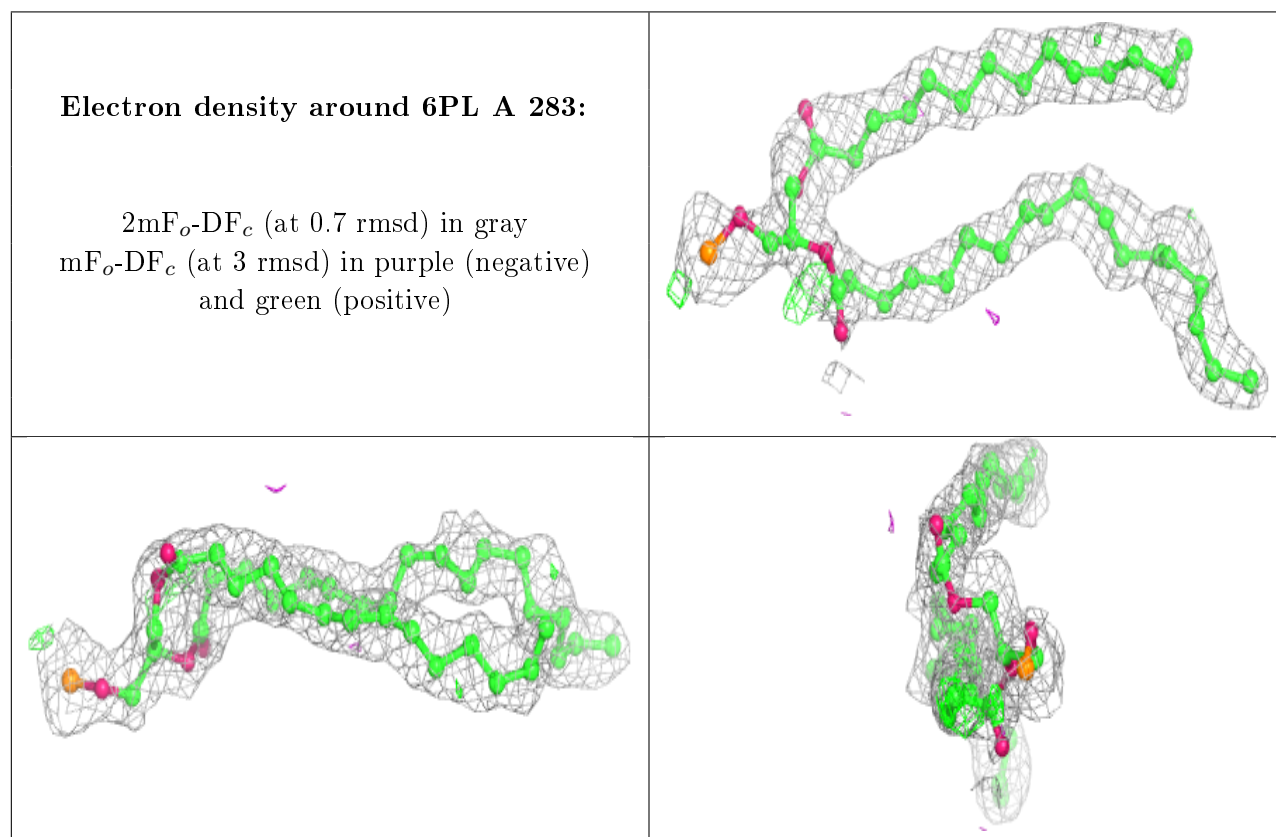 Electron density around 6PL A 283:
2mFₒ-DF𝒸 (at 0.7 rmsd) in gray
mFₒ-DF𝒸 (at 3 rmsd) in purple (negative)
and green (positive)